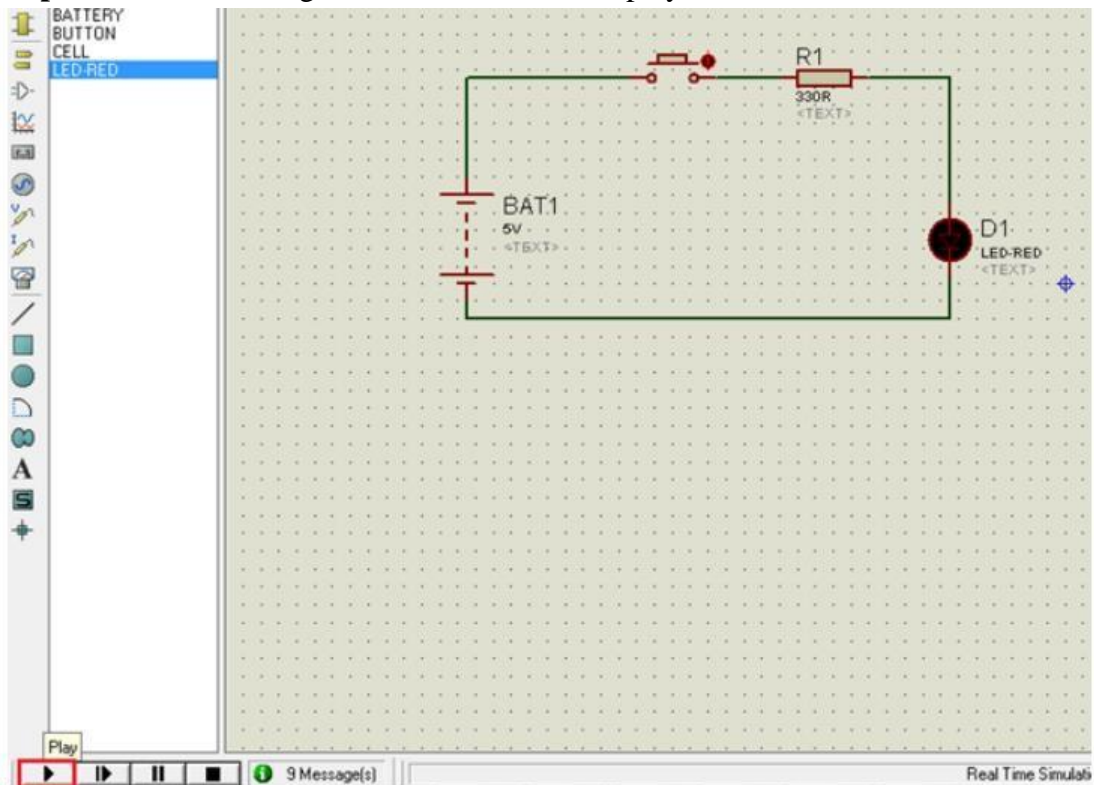 BATTERY
BUTTON
CELL
LED-RED
R1
330R
<TEXT>
BAT1
5V
<TEXT>
D1
LED-RED
<TEXT>
A
S
Play
9 Message(s)
Real Time Simulati